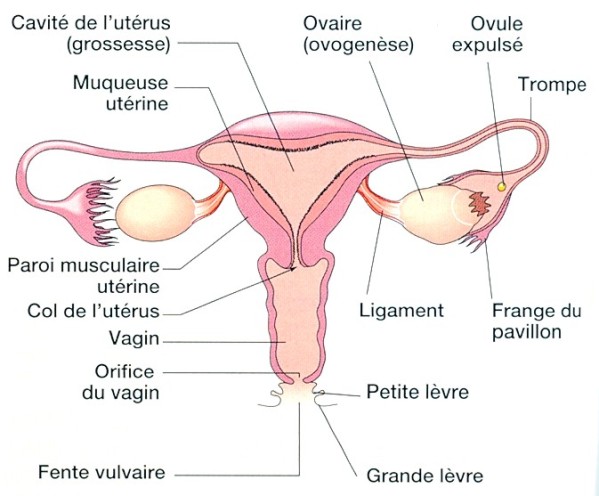 Cavité de l'utérus
(grossesse)
Ovaire
(ovogenèse)
Ovule
expulsé
Muqueuse
utérine
Trompe
Paroi musculaire
utérine
Col de l'utérus
Ligament
Frange du
pavillon
Vagin
Orifice
du vagin
Petite lèvre
Fente vulvaire
Grande lèvre